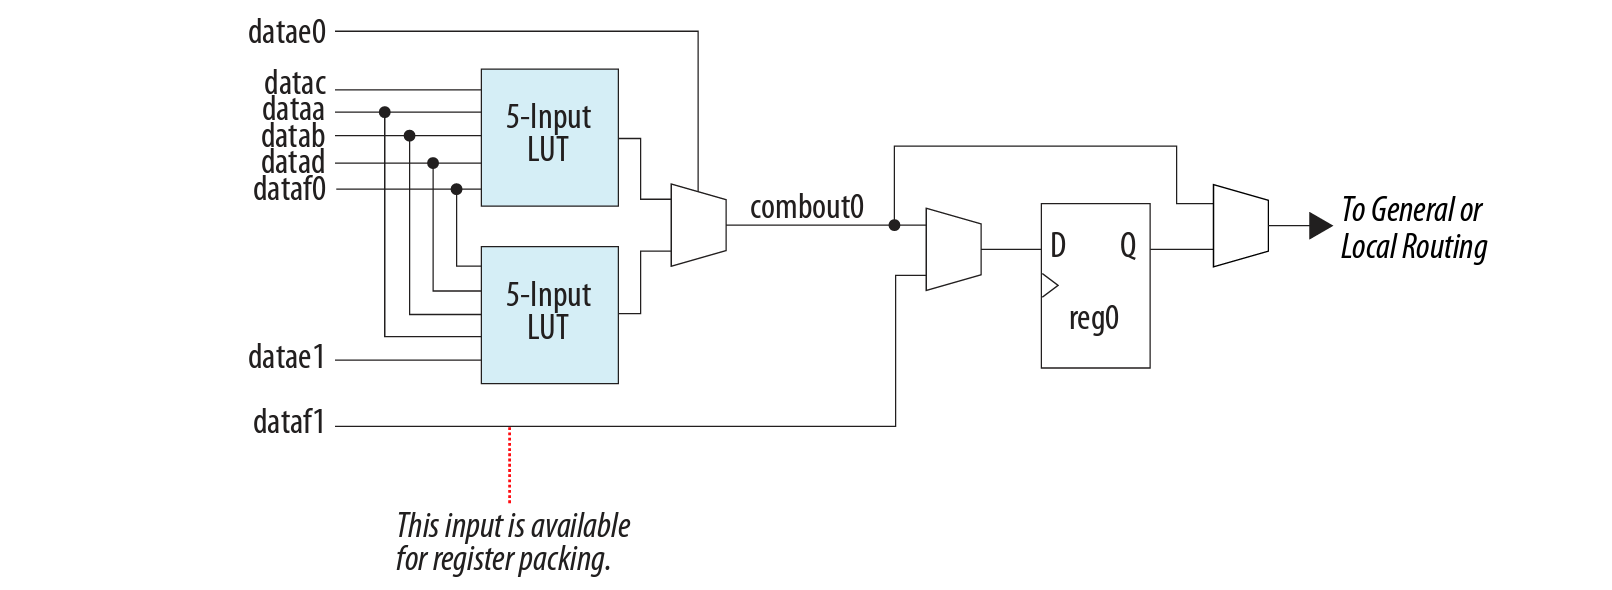 datae0
datac
dataa
datab
datad
dataf0
5-Input
LUT
combout0
D
Q
reg0
To General or
Local Routing
5-Input
LUT
datae1
dataf1
This input is available
for register packing.